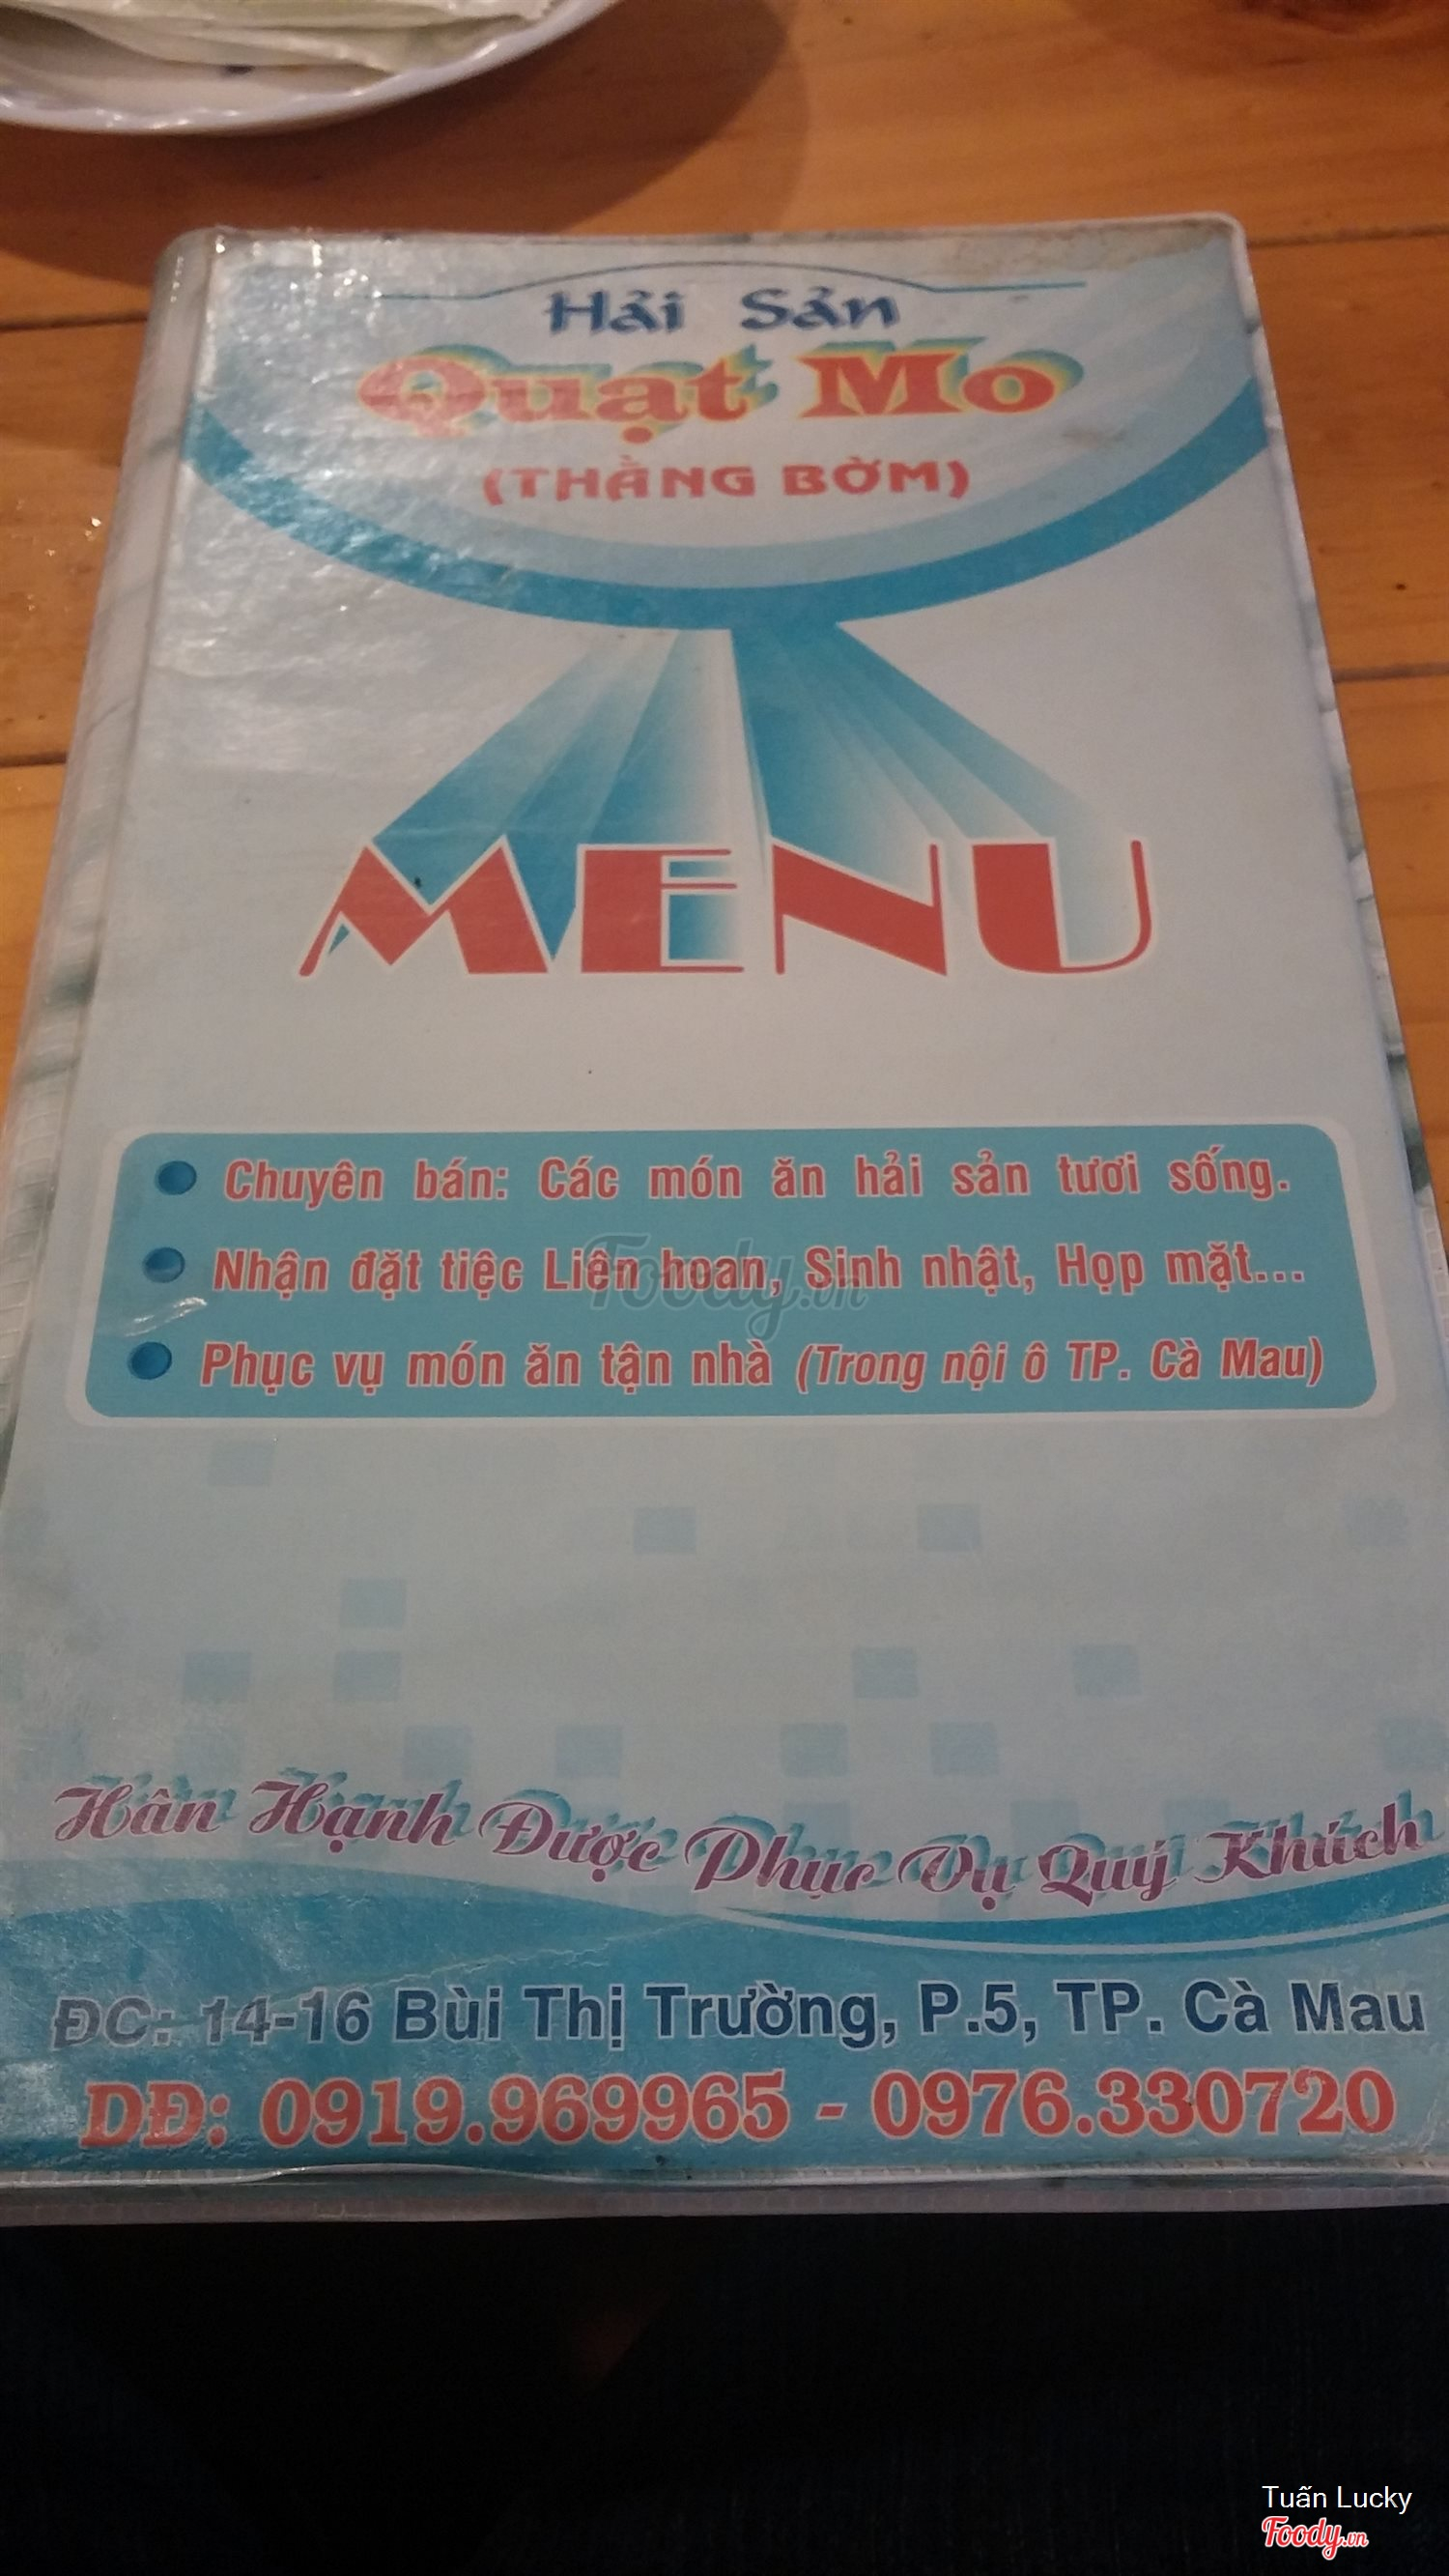 Hải Sản
Quạt Mo
(THẰNG BỜM)
MENU
Chuyên bán: Các món ăn hải sản tươi sống.
Nhận đặt tiệc Liên hoan, Sinh nhật, Họp mặt...
Foody.vn
Phục vụ món ăn tận nhà (Trong nội ô TP. Cà Mau)
Hân Hạnh Được Phục Vụ Quý Khách
ĐC: 14-16 Bùi Thị Trường, P.5, TP. Cà Mau
DĐ: 0919.969965 - 0976.330720
Tuấn Lucky
Foody.vn